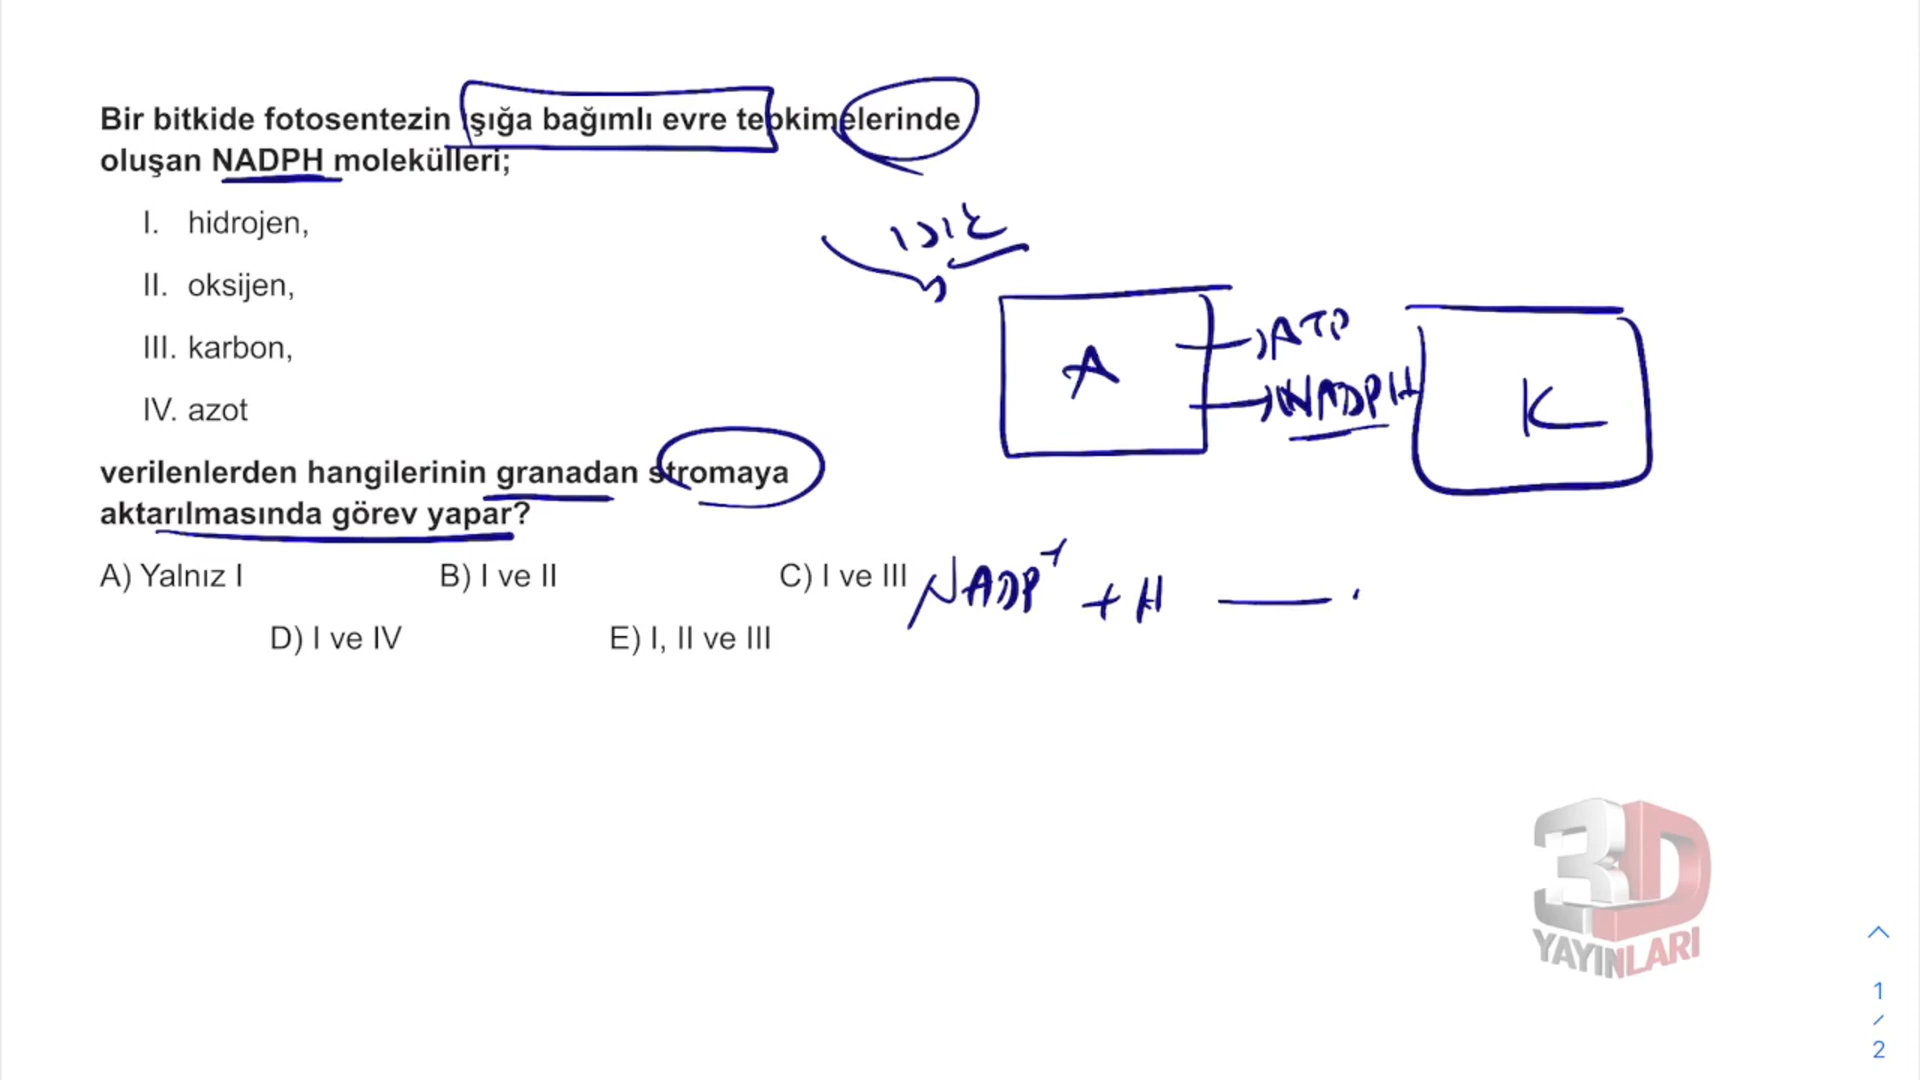 Bir bitkide fotosentezin ışığa bağımlı evre tepkimelerinde
oluşan NADPH molekülleri;
I. hidrojen,
II. oksijen,
III. karbon,
IV. azot
verilenlerden hangilerinin granadan stromaya
aktarılmasında görev yapar?
A) Yalnız I B) I ve II C) I ve III
D) I ve IV E) I, II ve III
IŞIK
A
ATP
NADPH
K
NADP+ + H
3D
YAYINLARI
1
/
2